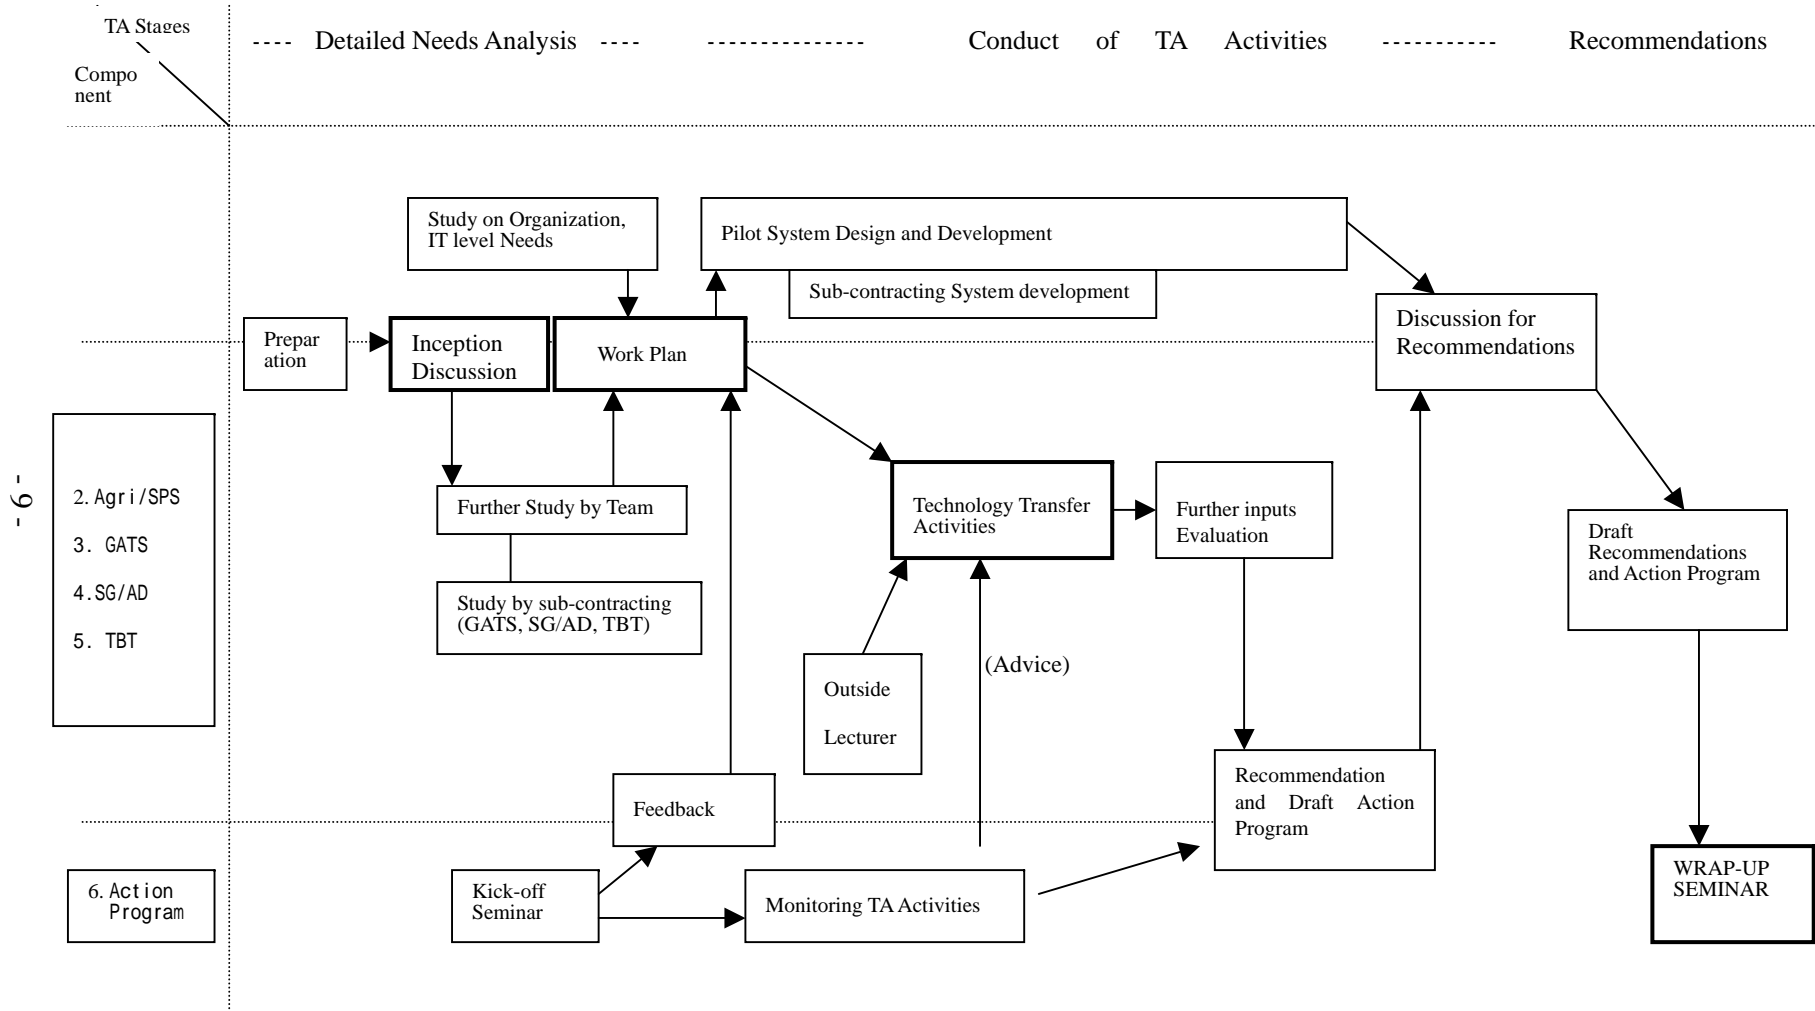 TA Stages
Compo
nent
---- Detailed Needs Analysis ---- -------------- Conduct of TA Activities ---------- Recommendations
Study on Organization,
IT level Needs
Pilot System Design and Development
Sub-contracting System development
Prepar
ation
Inception
Discussion
Work Plan
Discussion for
Recommendations
2. Agri/SPS
3. GATS
4.SG/AD
5. TBT
Further Study by Team
Study by sub-contracting
(GATS, SG/AD, TBT)
Technology Transfer
Activities
Further inputs
Evaluation
Draft
Recommendations
and Action Program
Outside
Lecturer
(Advice)
Feedback
Recommendation
and Draft Action
Program
6. Action
Program
Kick-off
Seminar
Monitoring TA Activities
WRAP-UP
SEMINAR
- 6 -